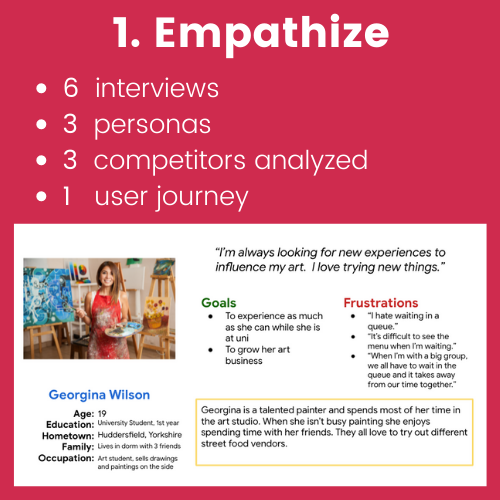 1. Empathize
• 6 interviews
• 3 personas
• 3 competitors analyzed
• 1 user journey
“I’m always looking for new experiences to
influence my art. I love trying new things.”
Georgina Wilson
Age: 19
Education: University Student, 1st year
Hometown: Huddersfield, Yorkshire
Family: Lives in dorm with 3 friends
Occupation: Art student, sells drawings
and paintings on the side
Goals
• To experience as much
as she can while she is
at uni
• To grow her art
business
Frustrations
• “I hate waiting in a
queue.”
• “It’s difficult to see the
menu when I’m waiting.”
• “When I’m with a big group,
we all have to wait in the
queue and it takes away
from our time together.”
Georgina is a talented painter and spends most of her time in
the art studio. When she isn’t busy painting she enjoys
spending time with her friends. They all love to try out different
street food vendors.